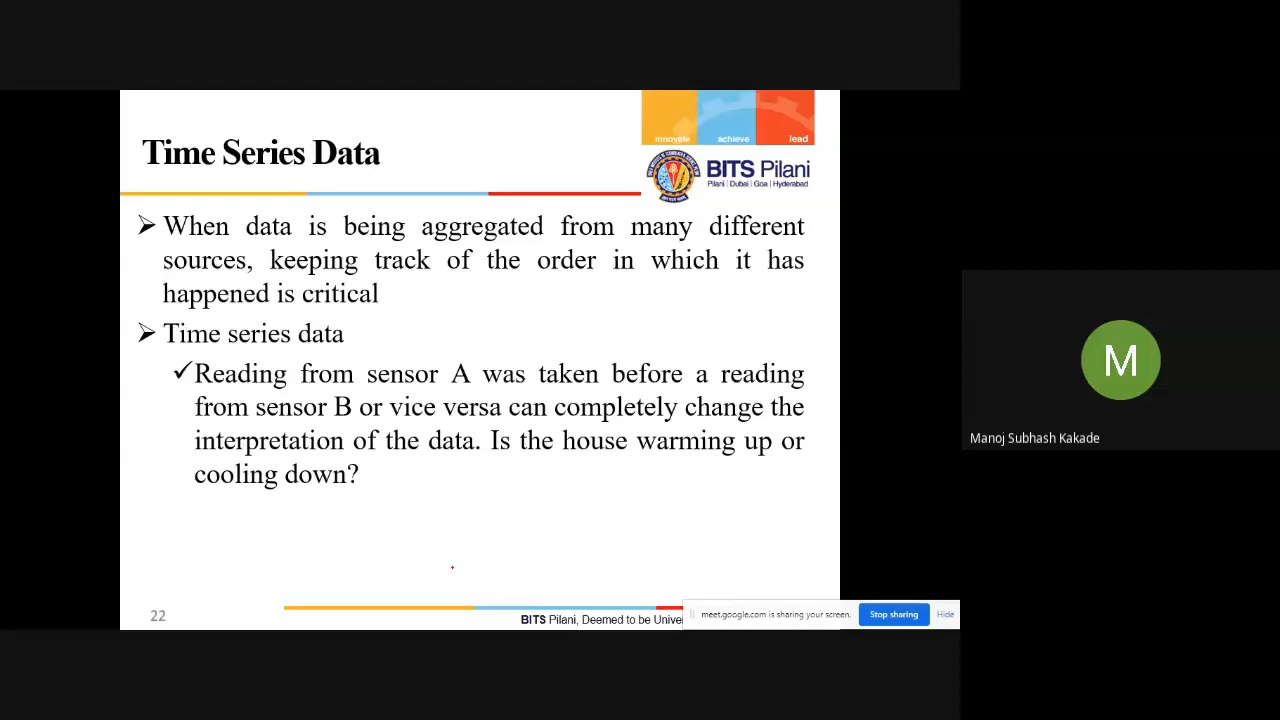 innovate achieve lead
Time Series Data
BITS Pilani
Pilani | Dubai | Goa | Hyderabad
When data is being aggregated from many different
sources, keeping track of the order in which it has
happened is critical
Time series data
Reading from sensor A was taken before a reading
from sensor B or vice versa can completely change the
interpretation of the data. Is the house warming up or
cooling down?
M
Manoj Subhash Kakade
22
BITS Pilani, Deemed to be Univer
meet.google.com is sharing your screen. Stop sharing Hide